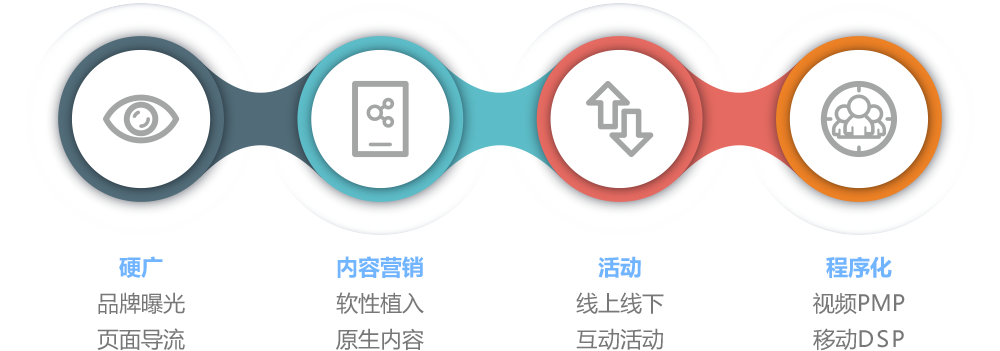 硬广
品牌曝光
页面导流
内容营销
软性植入
原生内容
活动
线上线下
互动活动
程序化
视频PMP
移动DSP